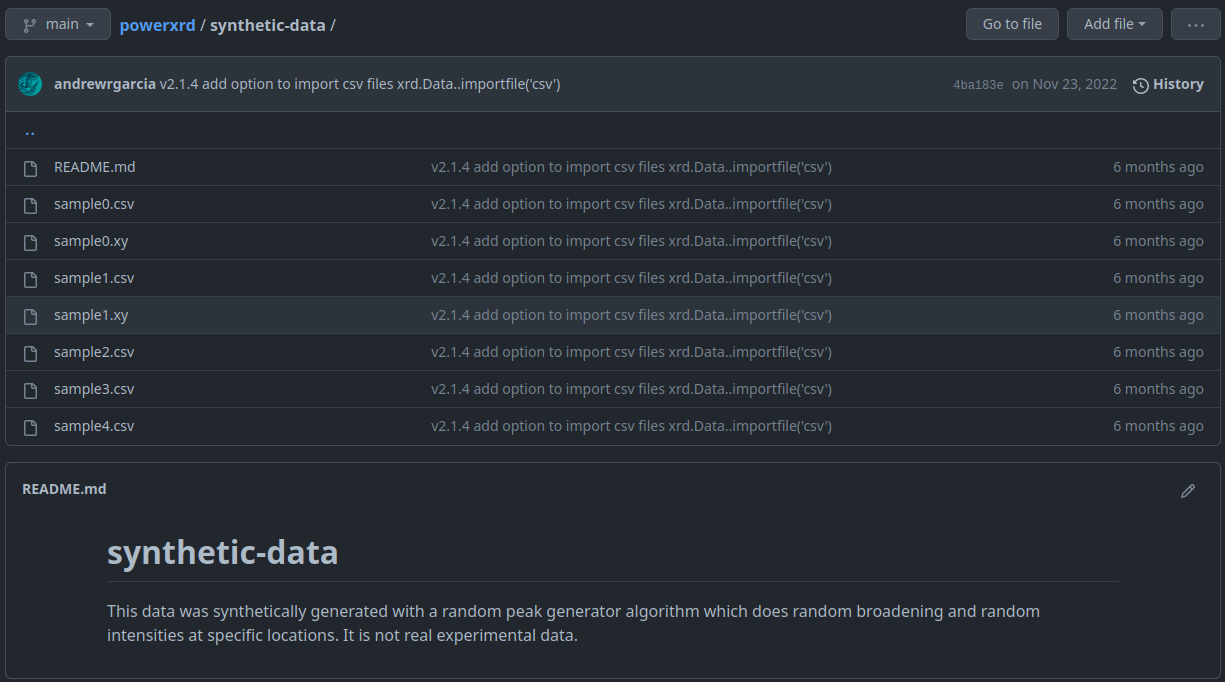 main powerxrd / synthetic-data / Go to file Add file ...
andrewrgarcia v2.1.4 add option to import csv files xrd.Data..importfile('csv') 4ba183e on Nov 23, 2022 History
..
README.md v2.1.4 add option to import csv files xrd.Data..importfile('csv') 6 months ago
sample0.csv v2.1.4 add option to import csv files xrd.Data..importfile('csv') 6 months ago
sample0.xy v2.1.4 add option to import csv files xrd.Data..importfile('csv') 6 months ago
sample1.csv v2.1.4 add option to import csv files xrd.Data..importfile('csv') 6 months ago
sample1.xy v2.1.4 add option to import csv files xrd.Data..importfile('csv') 6 months ago
sample2.csv v2.1.4 add option to import csv files xrd.Data..importfile('csv') 6 months ago
sample3.csv v2.1.4 add option to import csv files xrd.Data..importfile('csv') 6 months ago
sample4.csv v2.1.4 add option to import csv files xrd.Data..importfile('csv') 6 months ago
README.md
synthetic-data
This data was synthetically generated with a random peak generator algorithm which does random broadening and random
intensities at specific locations. It is not real experimental data.